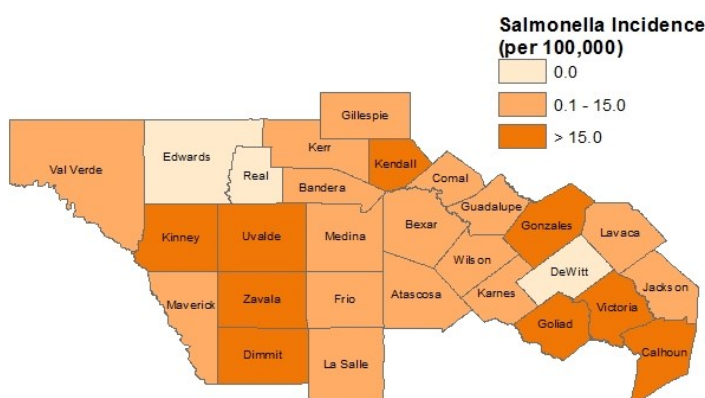 Salmonella Incidence
(per 100,000)
0.0
0.1 - 15.0
> 15.0
Gillespie
Kerr
Edwards
Kendall
Val Verde
Real
Comal
Bandera
Guadalupe
Bexar
Gonzales
Kinney
Uvalde
Medina
Lavaca
Wilson
DeWitt
Jackson
Maverick
Zavala
Frio
Atascosa
Karnes
Victoria
Goliad
Dimmit
La Salle
Calhoun